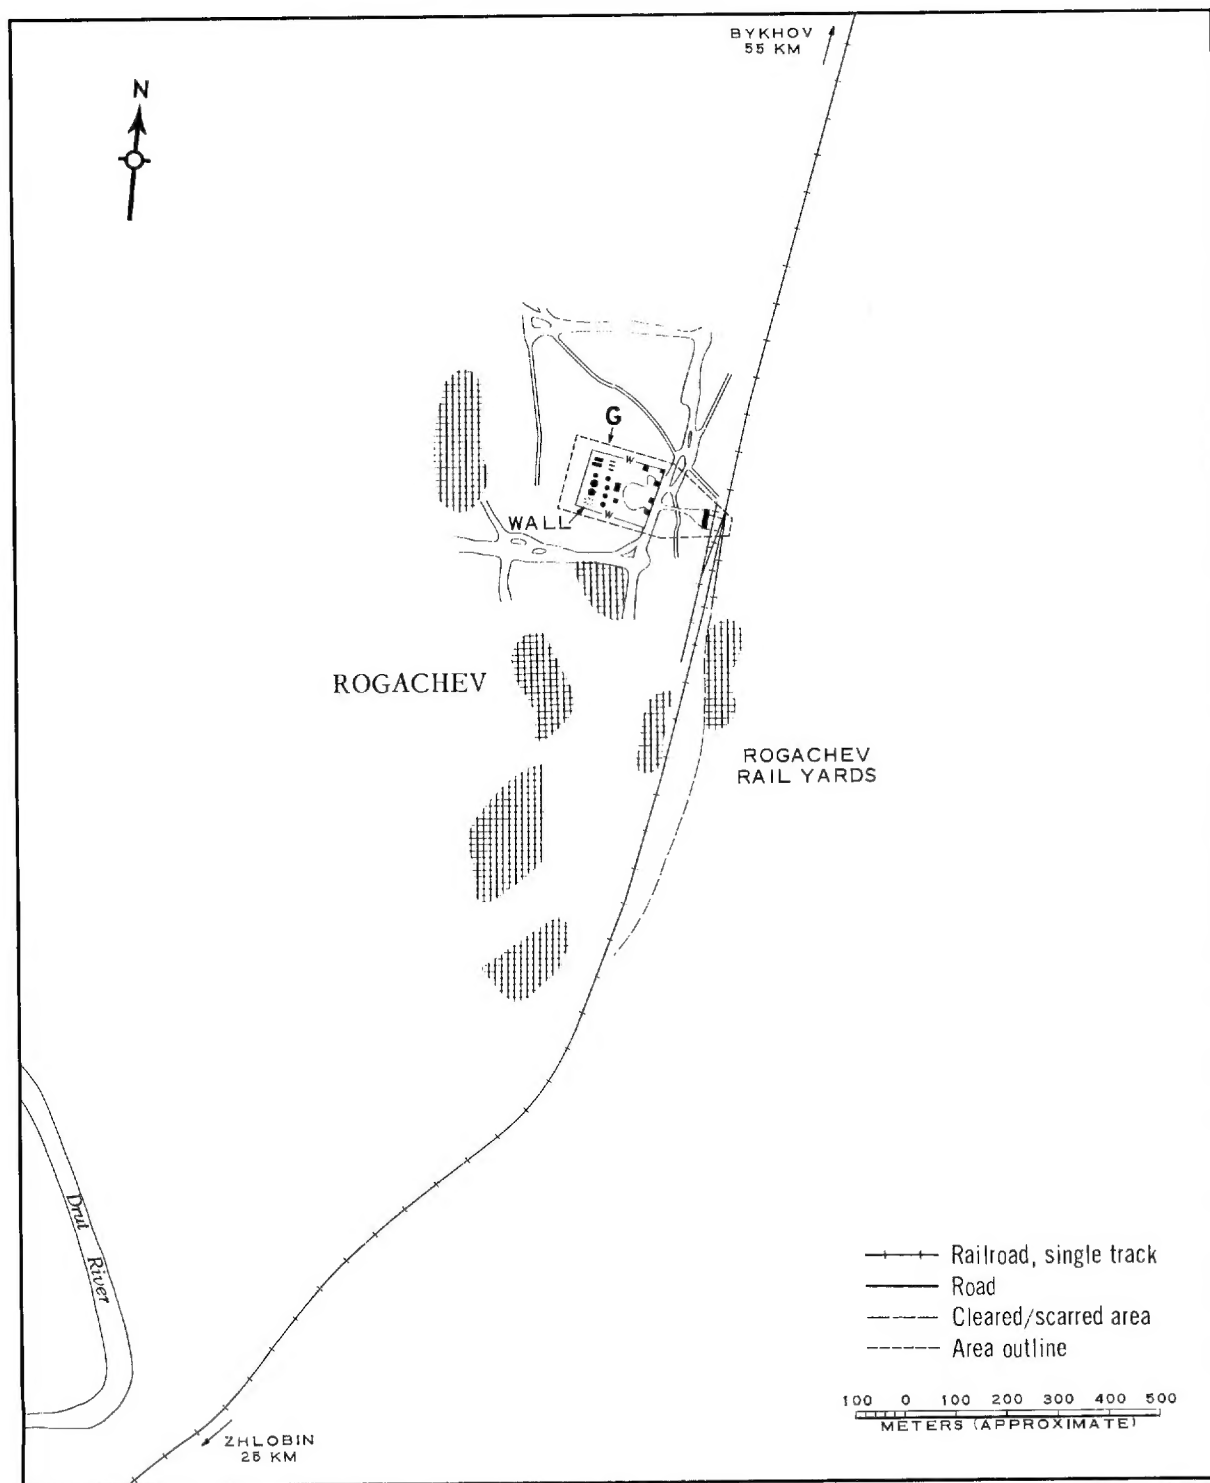 BYKHOV
55 KM
N
G
W
WALL
W
ROGACHEV
ROGACHEV
RAIL YARDS
Drut River
Railroad, single track
Road
Cleared/scarred area
Area outline
100 0 100 200 300 400 500
METERS (APPROXIMATE)
ZHLOBIN
25 KM